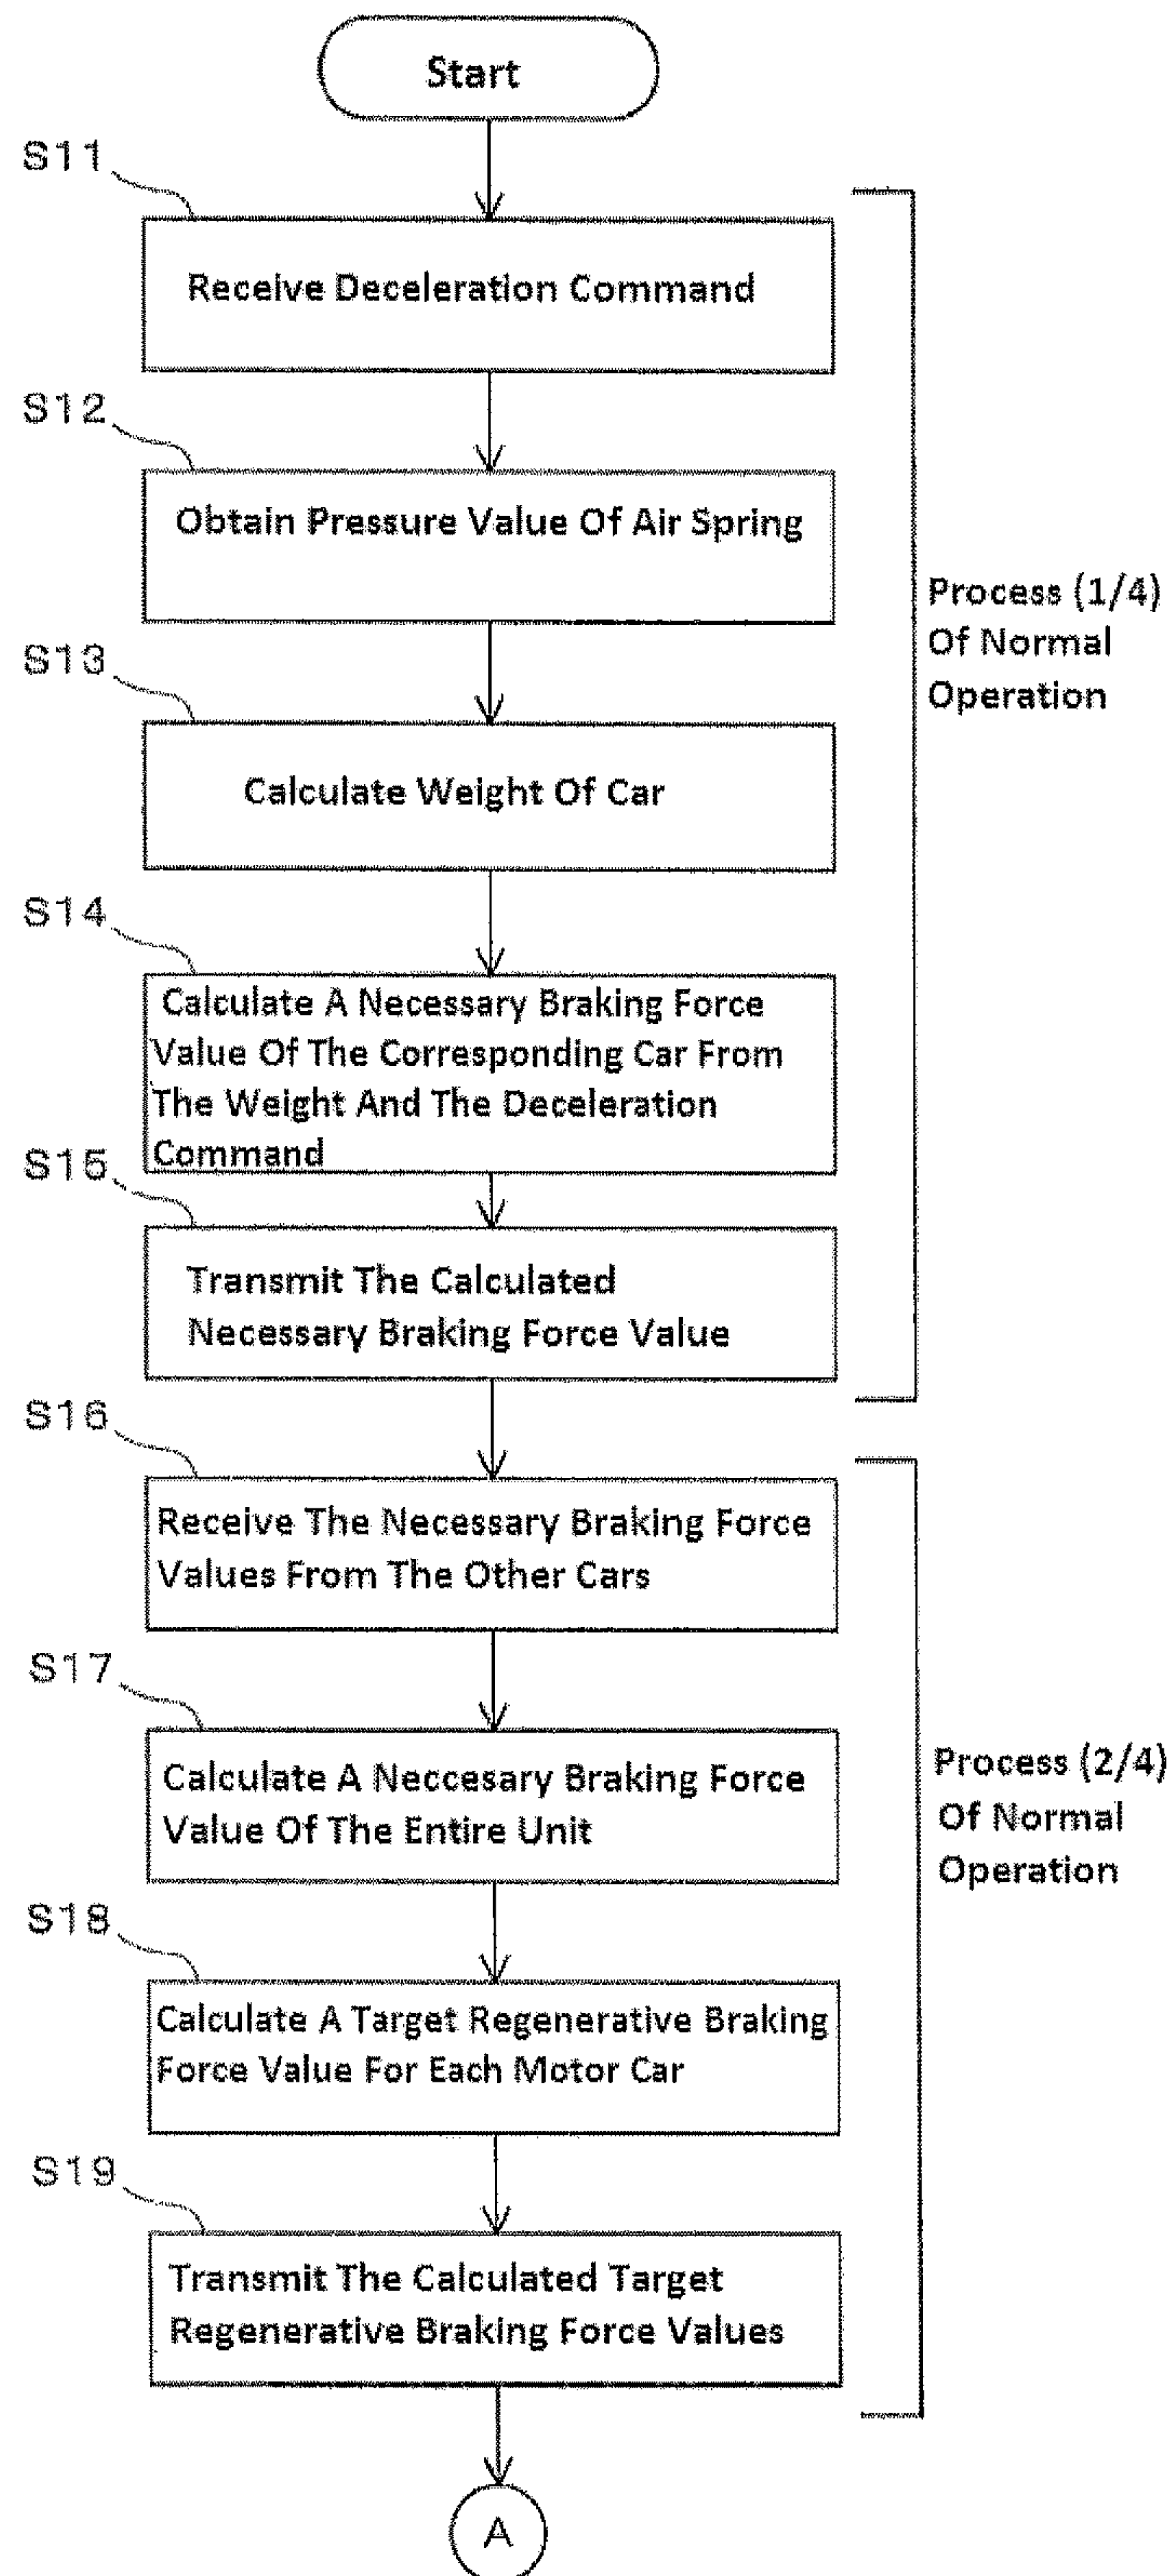 Start
S11
Receive Deceleration Command
S12
Obtain Pressure Value Of Air Spring
S13
Calculate Weight Of Car
S14
Calculate A Necessary Braking Force
Value Of The Corresponding Car From
The Weight And The Deceleration
Command
S15
Transmit The Calculated
Necessary Braking Force Value
Process (1/4)
Of Normal
Operation
S16
Receive The Necessary Braking Force
Values From The Other Cars
S17
Calculate A Neccesary Braking Force
Value Of The Entire Unit
S18
Calculate A Target Regenerative Braking
Force Value For Each Motor Car
S19
Transmit The Calculated Target
Regenerative Braking Force Values
Process (2/4)
Of Normal
Operation
A